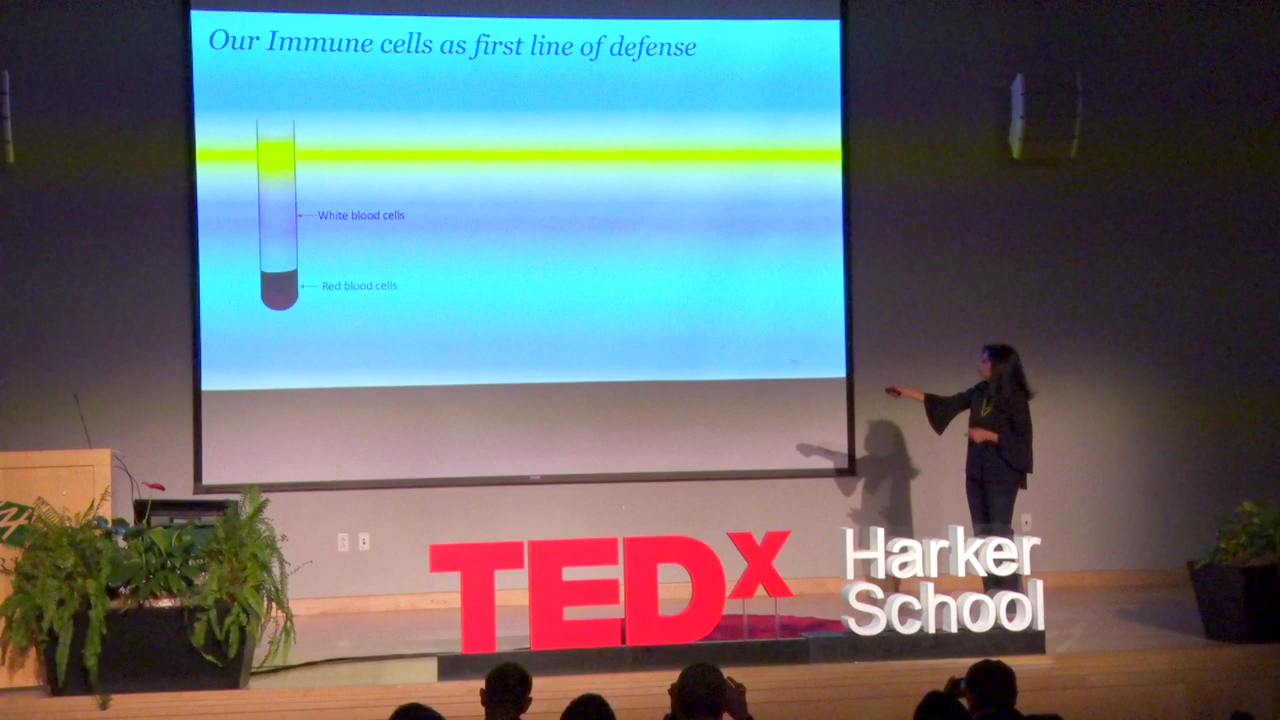 Our Immune cells as first line of defense
White blood cells
Red blood cells
TEDx
Harker
School
H